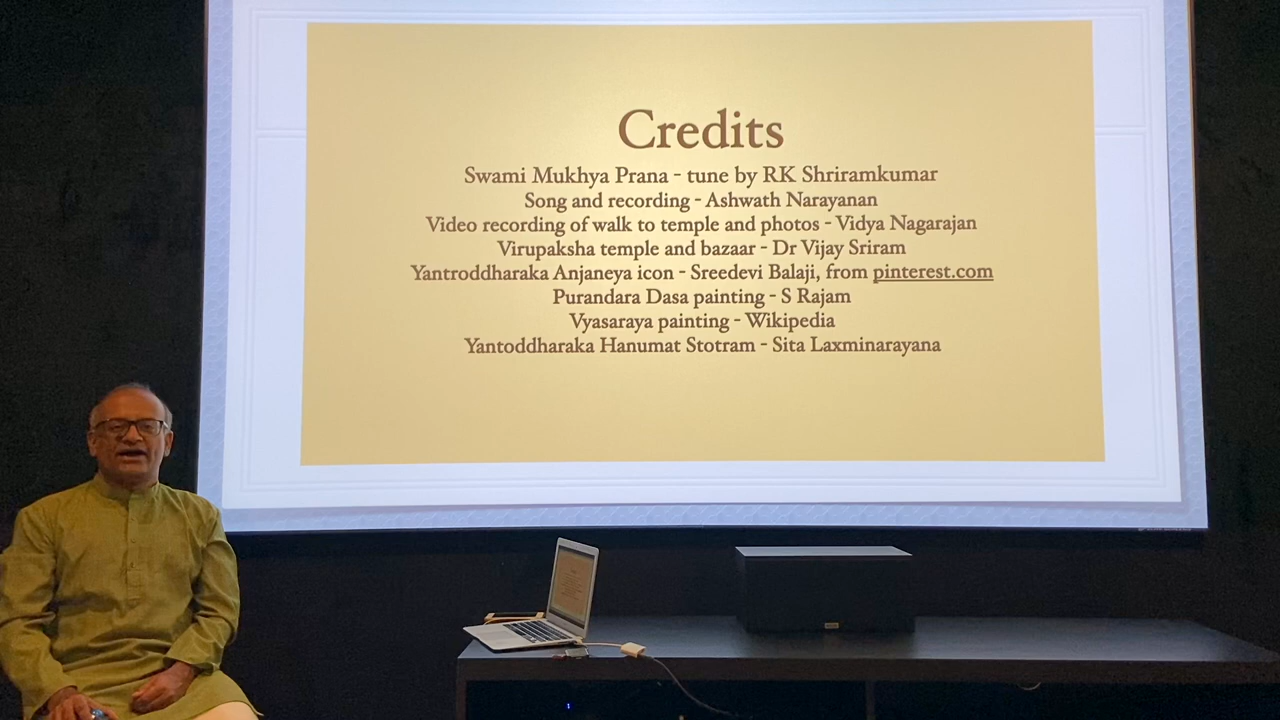 Credits
Swami Mukhya Prana - tune by RK Shriramkumar
Song and recording - Ashwath Narayanan
Video recording of walk to temple and photos - Vidya Nagarajan
Virupaksha temple and bazaar - Dr Vijay Sriram
Yantroddharaka Anjaneya icon - Sreedevi Balaji, from pinterest.com
Purandara Dasa painting - S Rajam
Vyasaraya painting - Wikipedia
Yantoddharaka Hanumat Stotram - Sita Laxminarayana